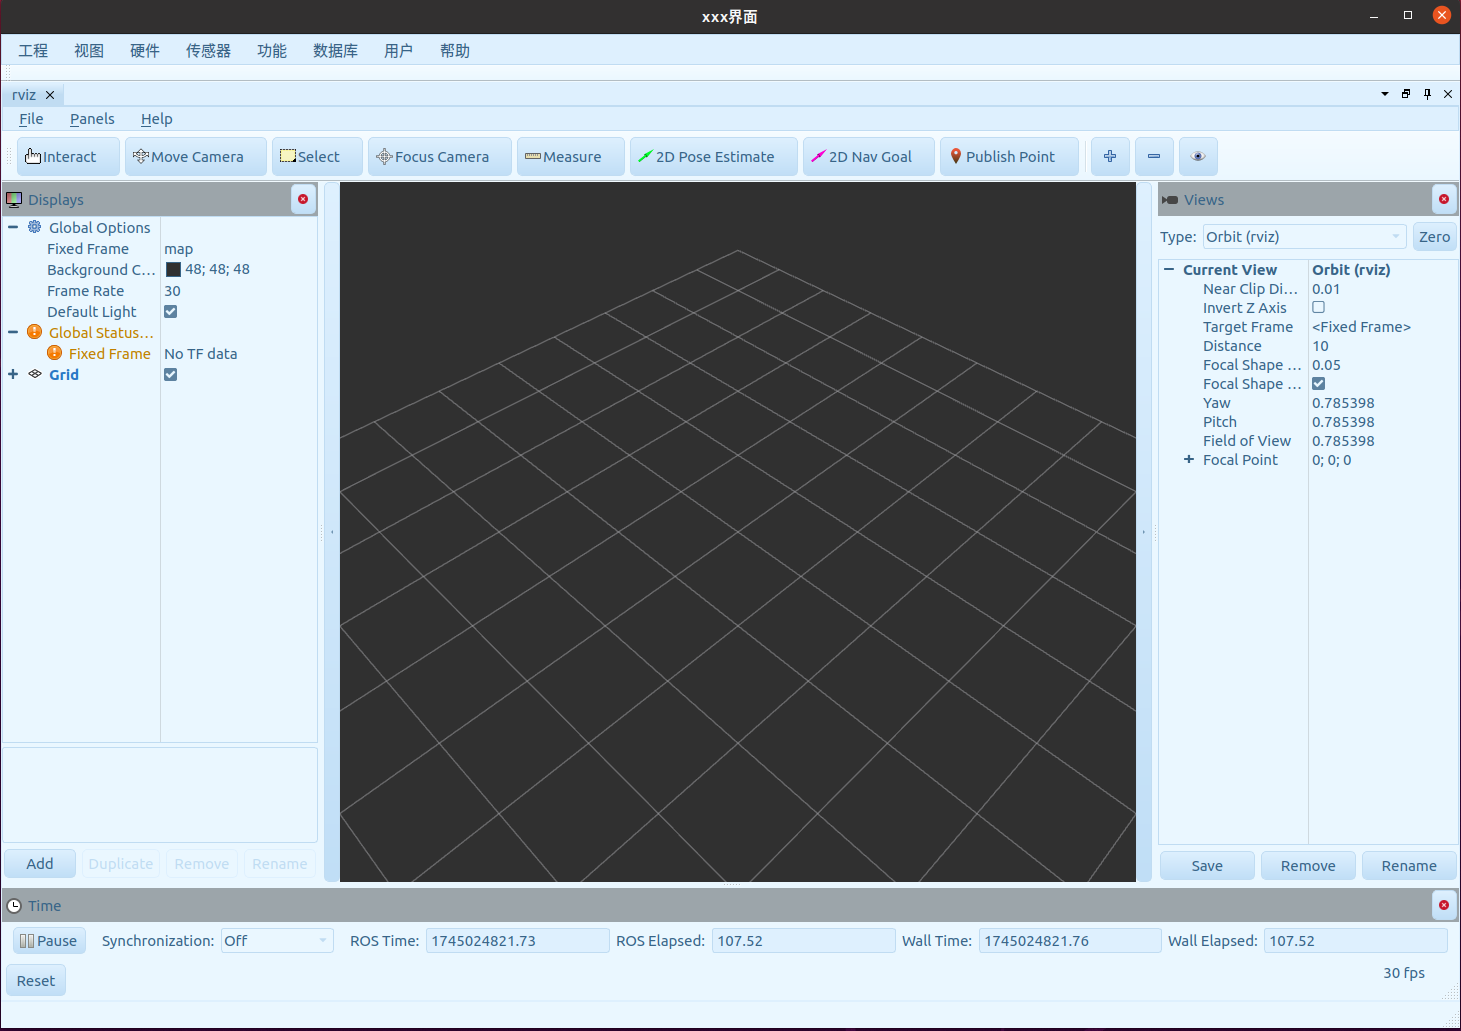 xxx界面
工程 视图 硬件 传感器 功能 数据库 用户 帮助
rviz
File Panels Help
Interact Move Camera Select Focus Camera Measure 2D Pose Estimate 2D Nav Goal Publish Point
Displays
Global Options
Fixed Frame map
Background C... 48; 48; 48
Frame Rate 30
Default Light
Global Status...
Fixed Frame No TF data
Grid
Add Duplicate Remove Rename
Views
Type: Orbit (rviz) Zero
Current View Orbit (rviz)
Near Clip Di... 0.01
Invert Z Axis
Target Frame <Fixed Frame>
Distance 10
Focal Shape ... 0.05
Focal Shape ...
Yaw 0.785398
Pitch 0.785398
Field of View 0.785398
Focal Point 0; 0; 0
Save Remove Rename
Time
Pause Synchronization: Off ROS Time: 1745024821.73 ROS Elapsed: 107.52 Wall Time: 1745024821.76 Wall Elapsed: 107.52
Reset 30 fps